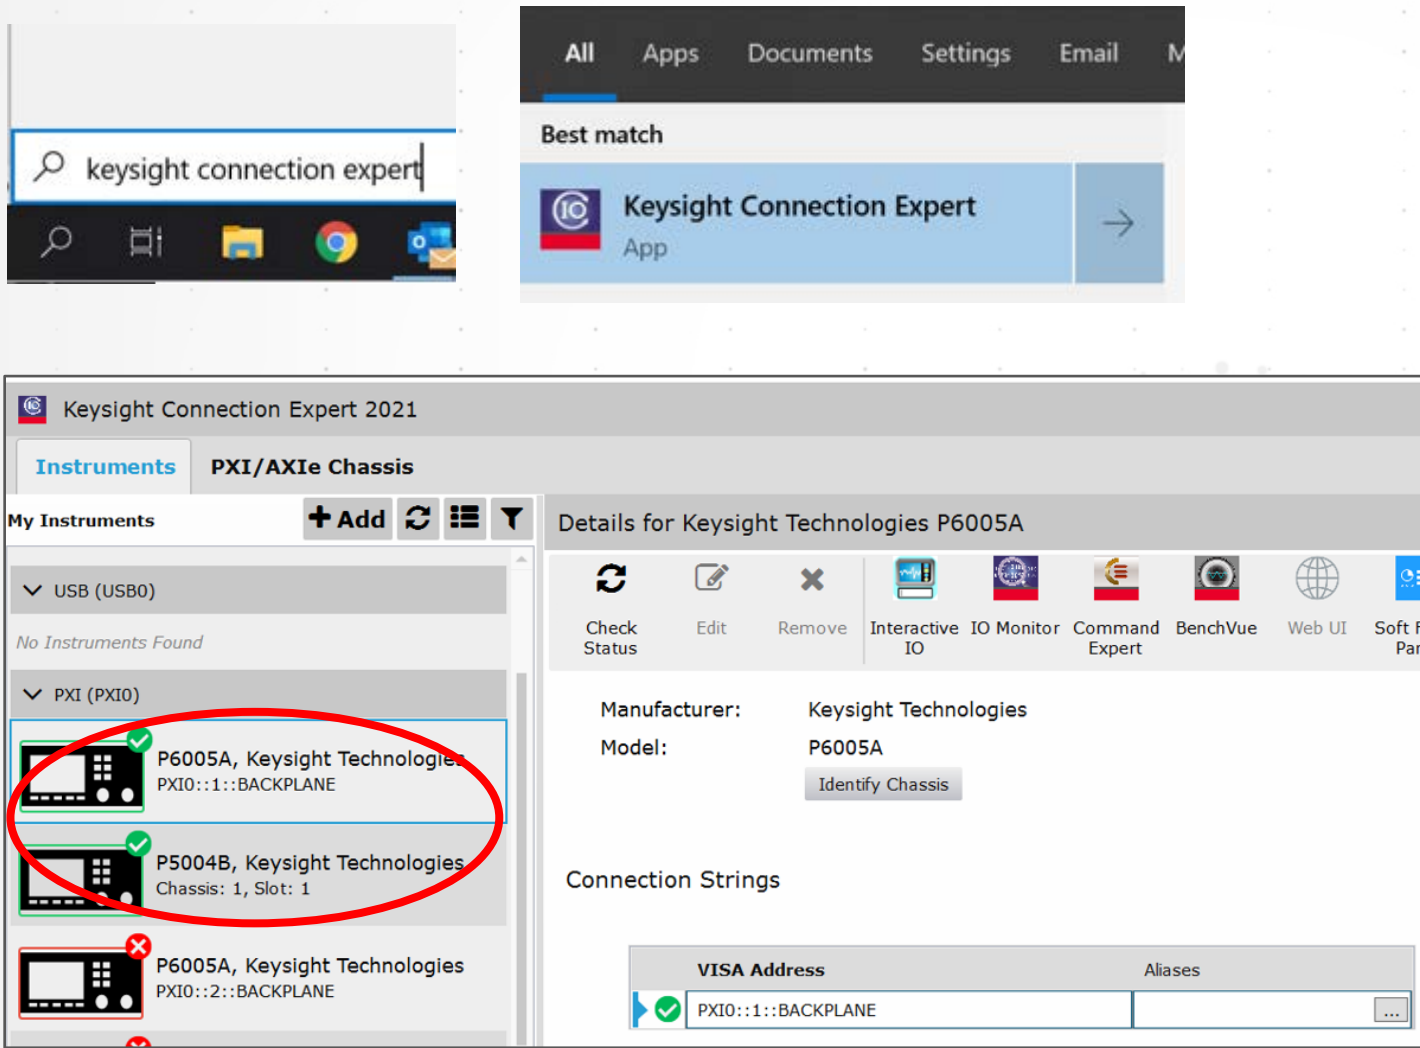 keysight connection expert
All Apps Documents Settings Email M
Best match
Keysight Connection Expert
App
Keysight Connection Expert 2021
Instruments PXI/AXIe Chassis
My Instruments
+ Add
USB (USB0)
No Instruments Found
PXI (PXI0)
P6005A, Keysight Technologies
PXI0::1::BACKPLANE
P5004B, Keysight Technologies
Chassis: 1, Slot: 1
P6005A, Keysight Technologies
PXI0::2::BACKPLANE
Details for Keysight Technologies P6005A
Check Edit Remove Interactive IO Monitor Command BenchVue Web UI Soft F
Status IO Expert Par
Manufacturer: Keysight Technologies
Model: P6005A
Identify Chassis
Connection Strings
VISA Address Aliases
PXI0::1::BACKPLANE ...